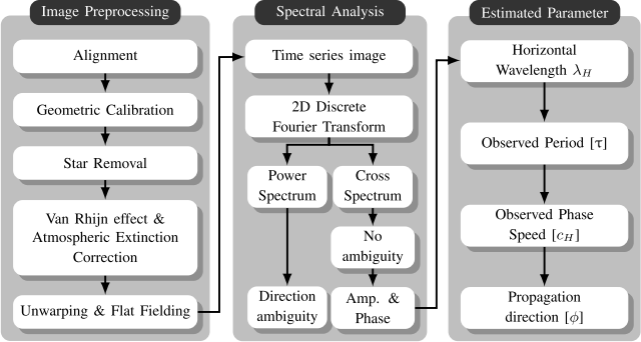 Image Preprocessing
Alignment
Geometric Calibration
Star Removal
Van Rhijn effect &
Atmospheric Extinction
Correction
Unwarping & Flat Fielding
Spectral Analysis
Time series image
2D Discrete
Fourier Transform
Power
Spectrum
Cross
Spectrum
No
ambiguity
Direction
ambiguity
Amp. &
Phase
Estimated Parameter
Horizontal
Wavelength λ_H
Observed Period [τ]
Observed Phase
Speed [c_H]
Propagation
direction [ϕ]